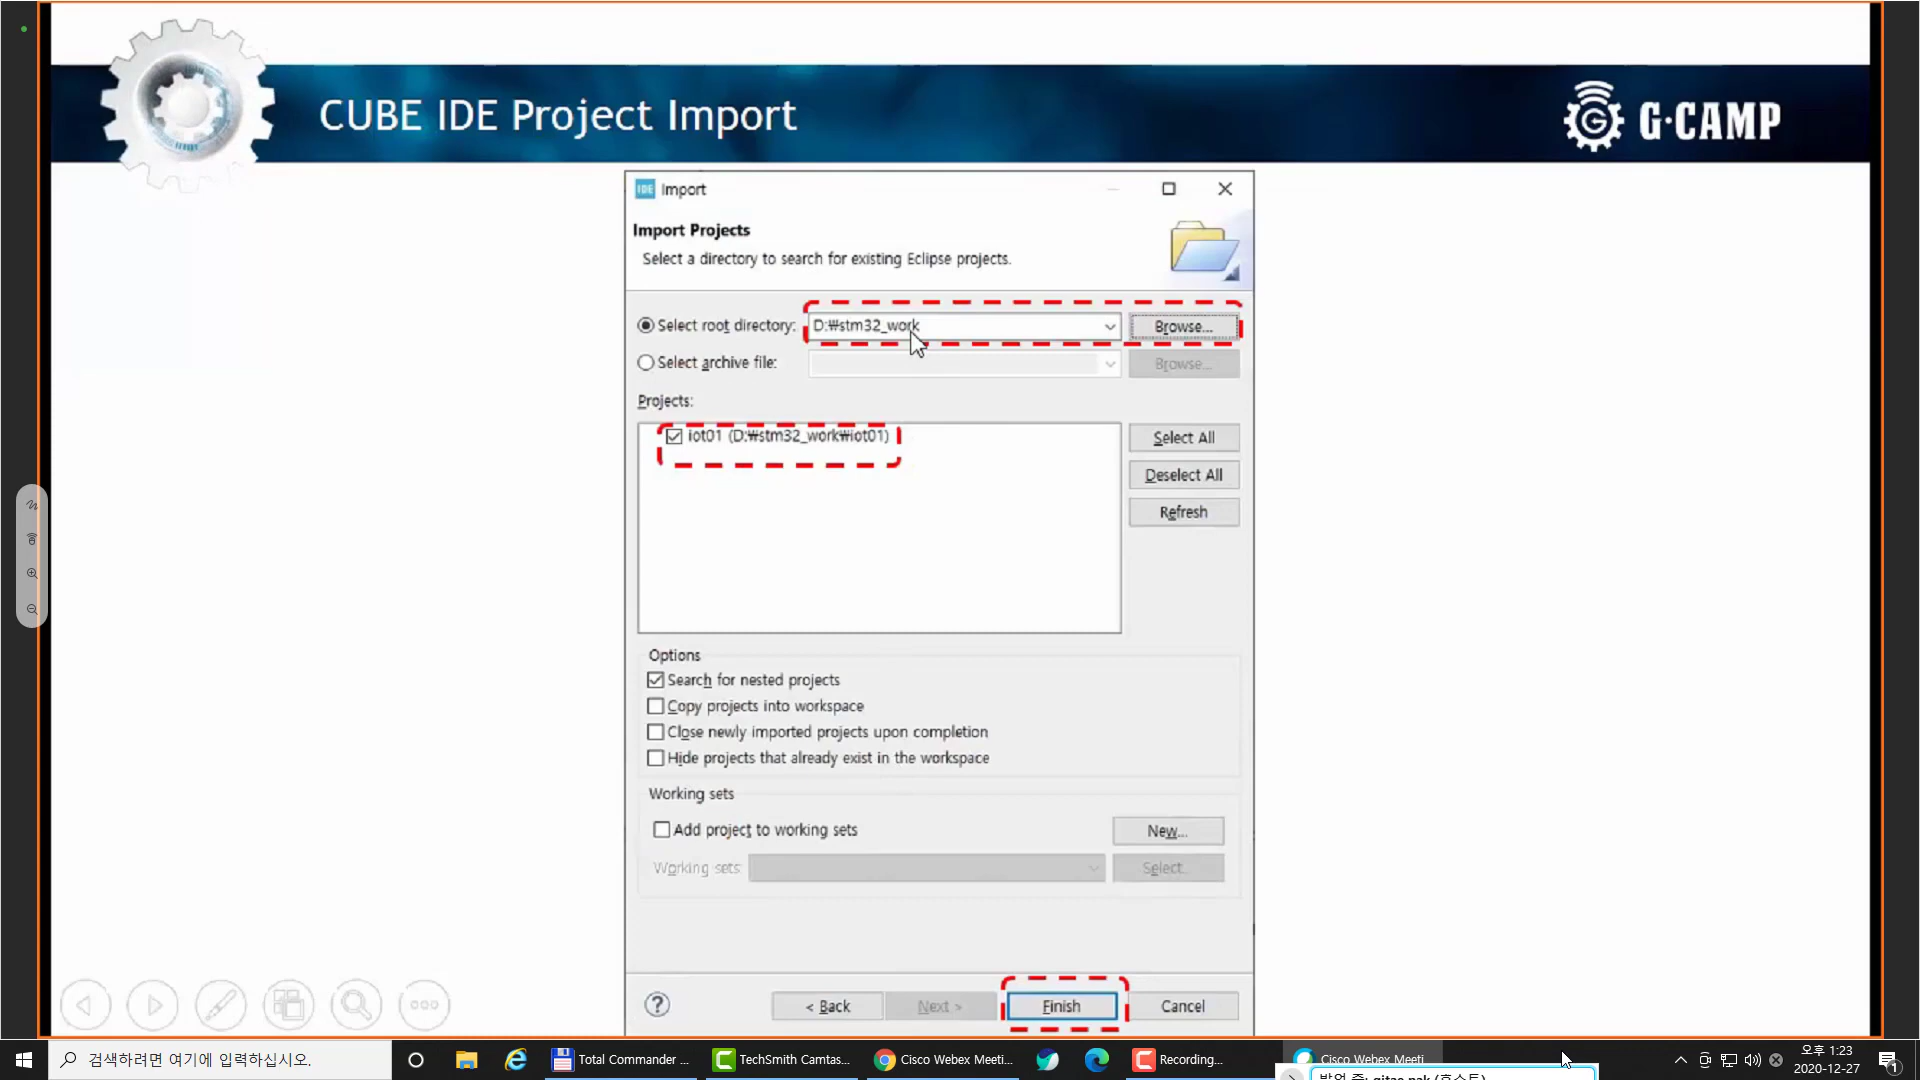 CUBE IDE Project Import
G·CAMP
IDE Import
Import Projects
Select a directory to search for existing Eclipse projects.
Select root directory: D:₩stm32_work Browse...
Select archive file: Browse...
Projects:
iot01 (D:₩stm32_work₩iot01)
Select All
Deselect All
Refresh
Options
Search for nested projects
Copy projects into workspace
Close newly imported projects upon completion
Hide projects that already exist in the workspace
Working sets
Add project to working sets New...
Working sets: Select...
? < Back Next > Finish Cancel
검색하려면 여기에 입력하십시오.
Total Commander ...
TechSmith Camtas...
Cisco Webex Meeti...
Recording...
Cisco Webex Meeti
오후 1:23
2020-12-27
1